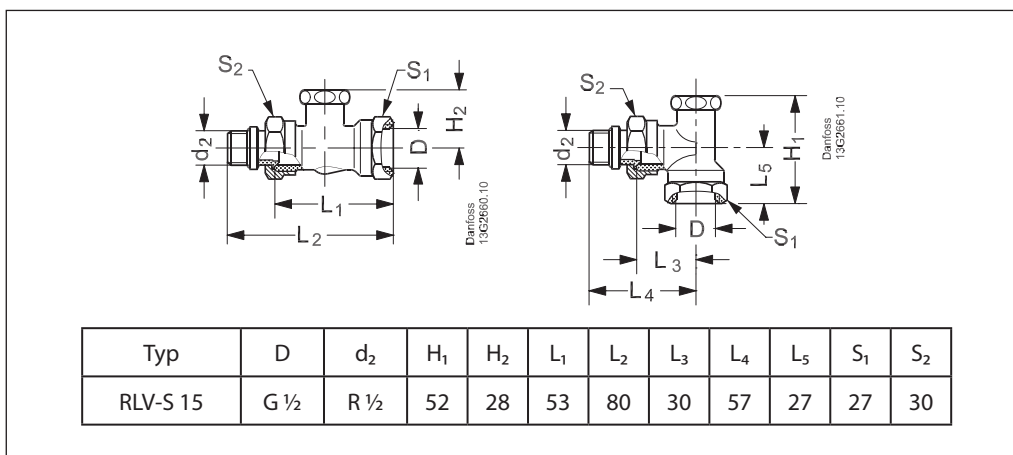 S₂
S₁
H₂
d₂
D
L₁
L₂
Danfoss
13G2660.10
S₂
d₂
H₁
L₅
D
S₁
L₃
L₄
Danfoss
13G2661.10
Typ D d₂ H₁ H₂ L₁ L₂ L₃ L₄ L₅ S₁ S₂
RLV-S 15 G ½ R ½ 52 28 53 80 30 57 27 27 30